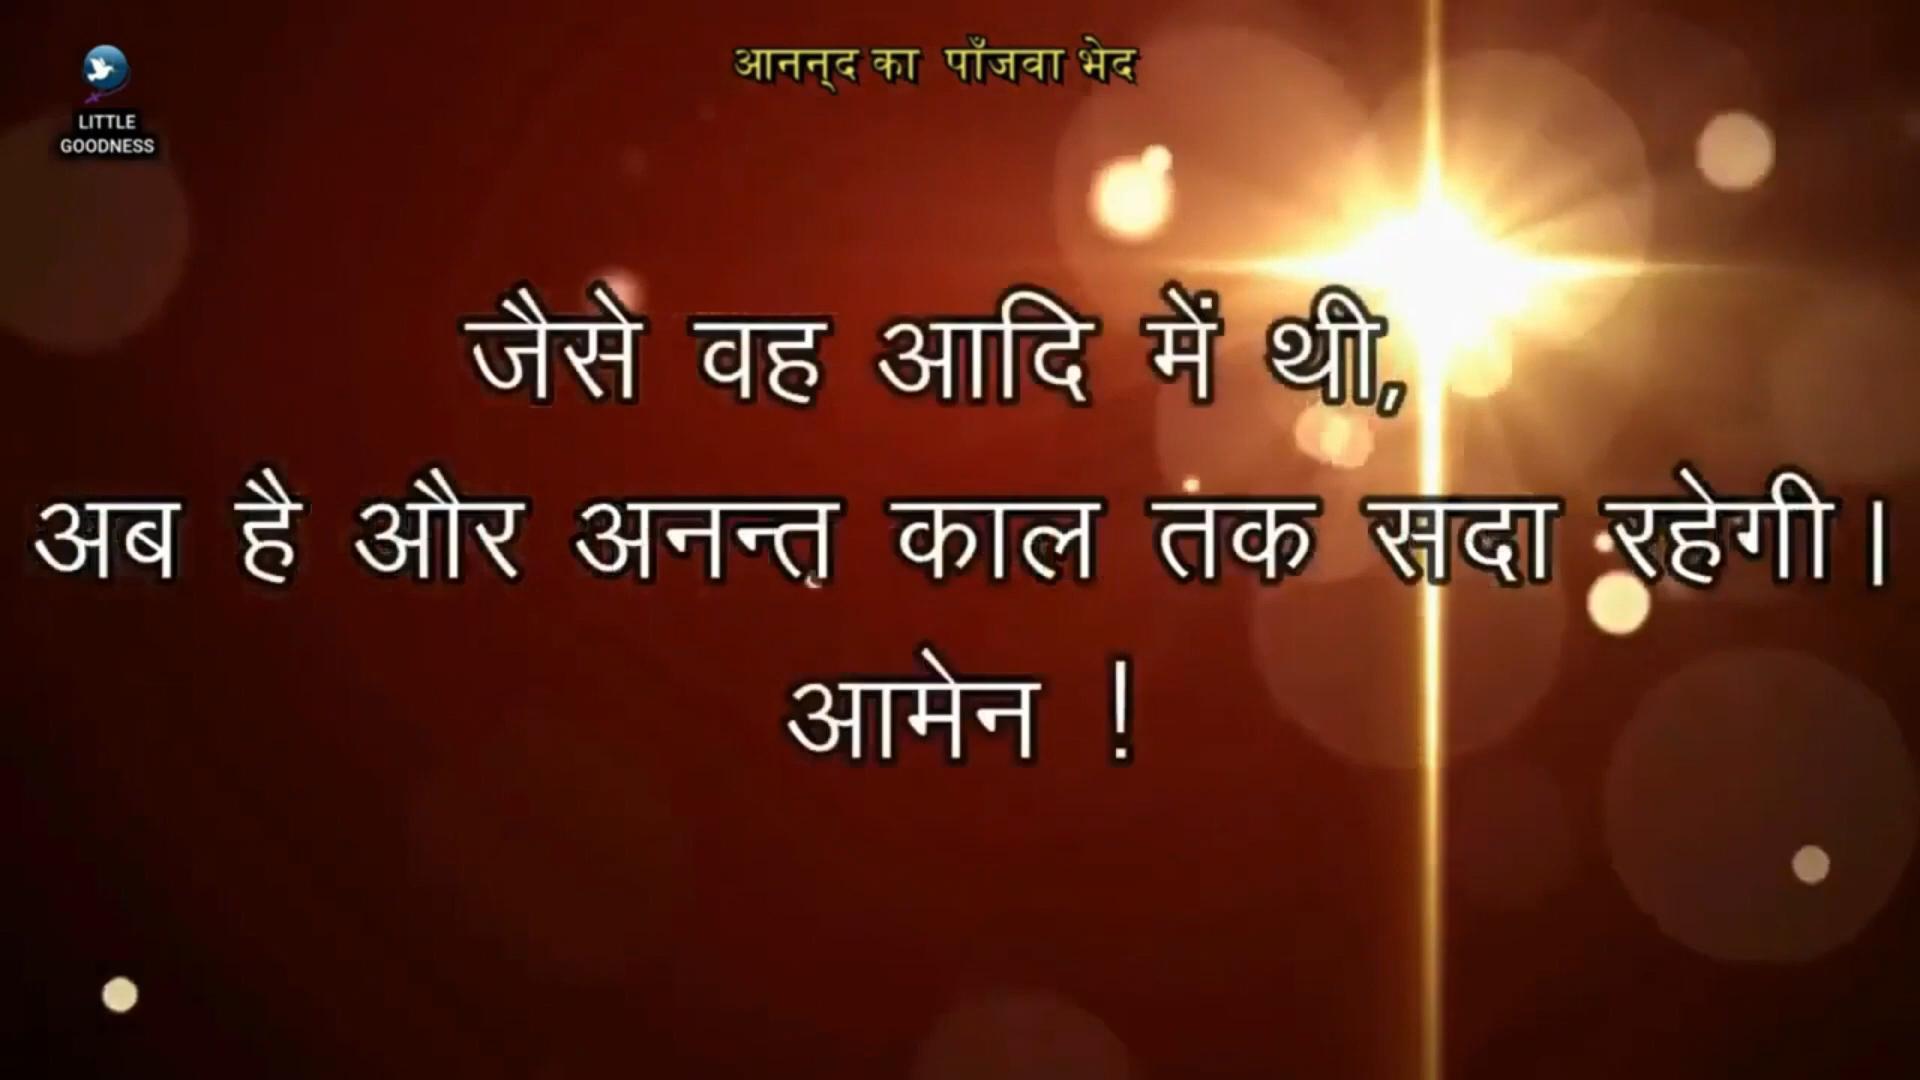 आनन्द का पाँजवा भेद
LITTLE
GOODNESS
जैसे वह आदि में थी,
अब है और अनन्त काल तक सदा रहेगी।
आमेन !